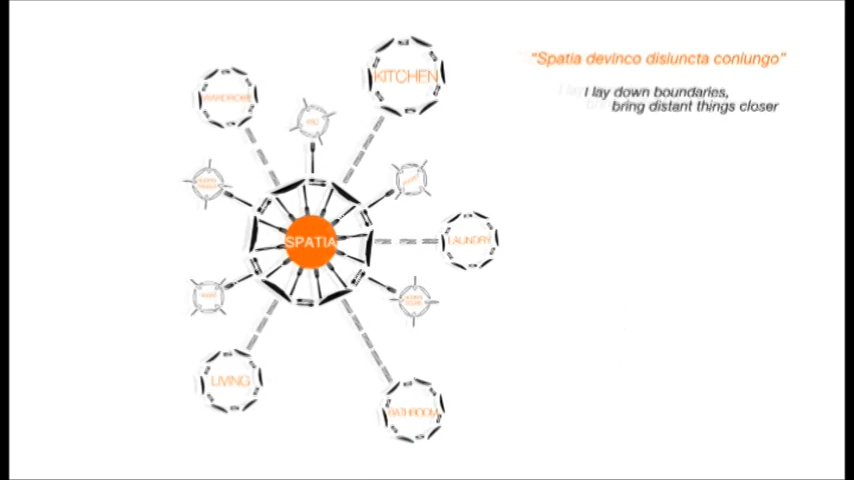 "Spatia devinco disiuncta coniungo"
I lay down boundaries,
bring distant things closer
KITCHEN
WARDROBE
SPATIA
LAUNDRY
LIVING
BATHROOM